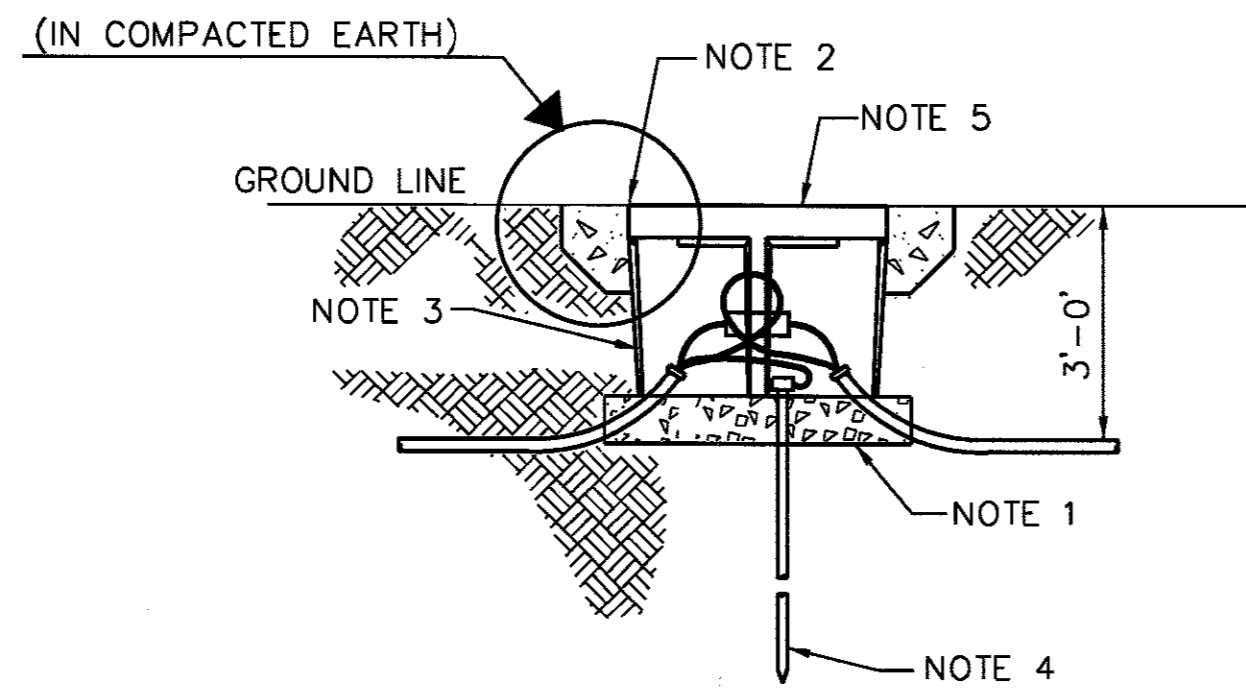 (IN COMPACTED EARTH)
NOTE 2
NOTE 5
GROUND LINE
NOTE 3
3'-0'
NOTE 1
NOTE 4